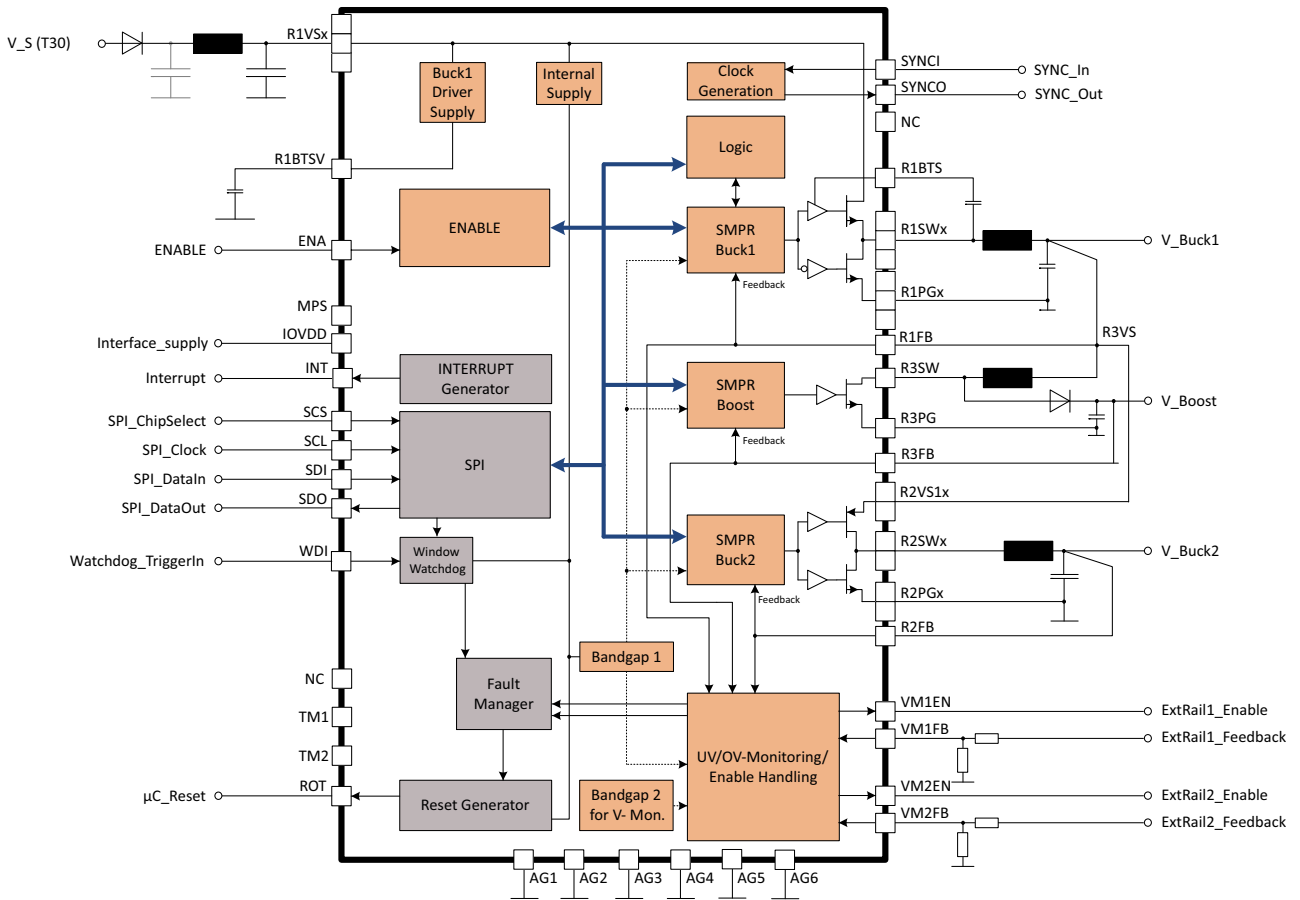 V_S (T30)
R1VSx
Buck1
Driver
Supply
Internal
Supply
Clock
Generation
SYNCI
SYNC_In
SYNCO
SYNC_Out
NC
Logic
R1BTSV
R1BTS
ENABLE
SMPR
Buck1
R1SWx
V_Buck1
ENABLE
ENA
Feedback
R1PGx
MPS
IOVDD
Interface_supply
R1FB
R3VS
INT
Interrupt
INTERRUPT
Generator
SMPR
Boost
R3SW
V_Boost
R3PG
SPI_ChipSelect
SCS
SPI_Clock
SCL
SPI
Feedback
R3FB
SPI_DataIn
SDI
SPI_DataOut
SDO
R2VS1x
Watchdog_TriggerIn
WDI
Window
Watchdog
SMPR
Buck2
R2SWx
V_Buck2
Feedback
R2PGx
R2FB
Bandgap 1
NC
TM1
TM2
Fault
Manager
UV/OV-Monitoring/
Enable Handling
VM1EN
ExtRail1_Enable
VM1FB
ExtRail1_Feedback
µC_Reset
ROT
Reset Generator
Bandgap 2
for V- Mon.
VM2EN
ExtRail2_Enable
VM2FB
ExtRail2_Feedback
AG1
AG2
AG3
AG4
AG5
AG6